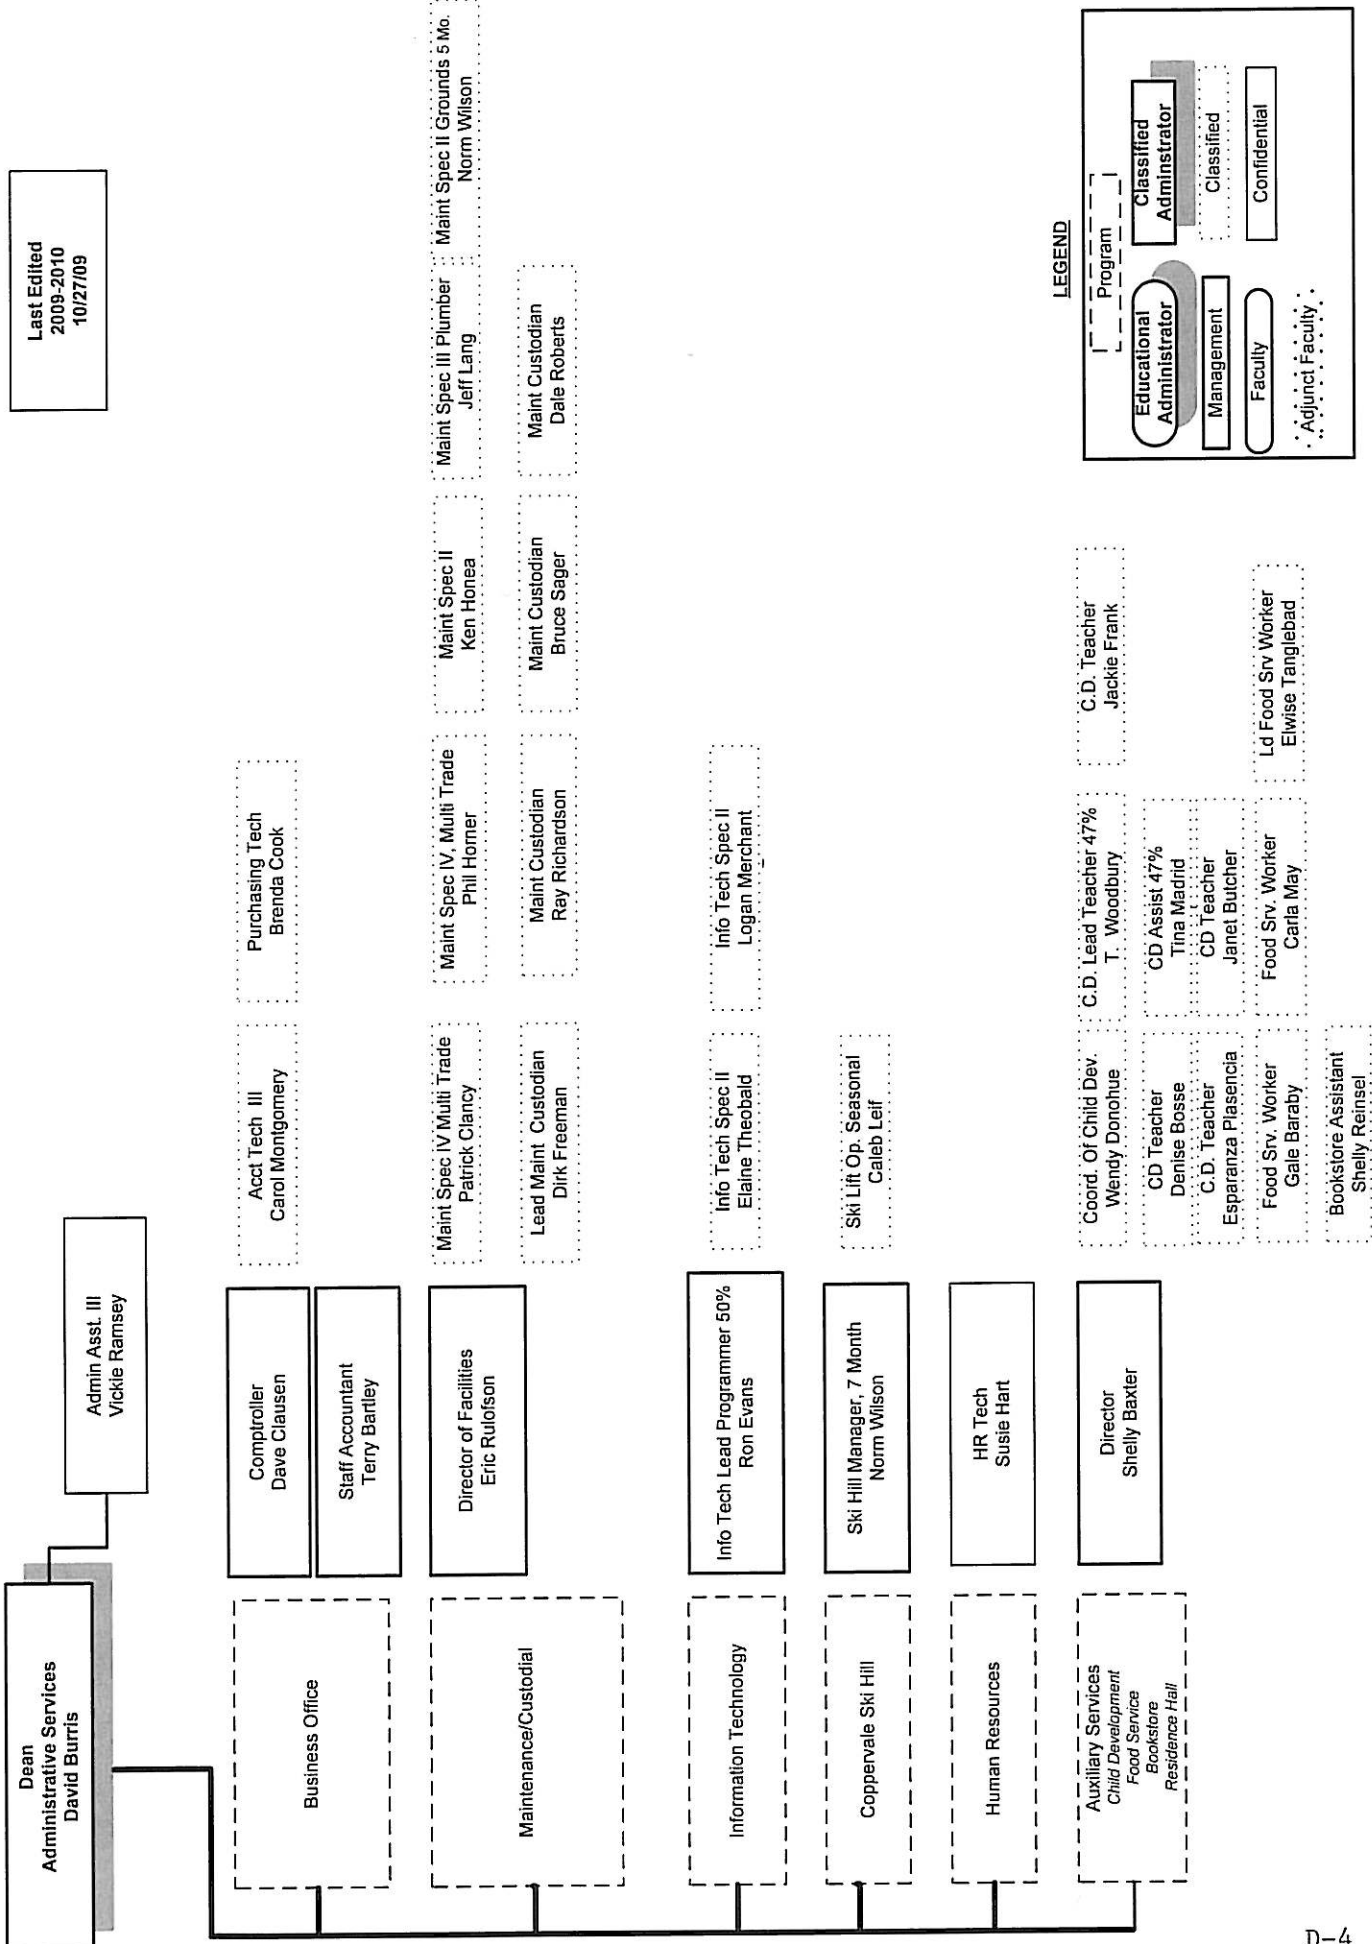 Last Edited
2009-2010
10/27/09
Dean
Administrative Services
David Burris
Admin Asst. III
Vickie Ramsey
Business Office
Comptroller
Dave Clausen
Staff Accountant
Terry Bartley
Acct Tech III
Carol Montgomery
Purchasing Tech
Brenda Cook
Maintenance/Custodial
Director of Facilities
Eric Rulofson
Maint Spec IV Multi Trade
Patrick Clancy
Maint Spec IV, Multi Trade
Phil Horner
Maint Spec II
Ken Honea
Maint Spec III Plumber
Jeff Lang
Maint Spec II Grounds 5 Mo.
Norm Wilson
Lead Maint Custodian
Dirk Freeman
Maint Custodian
Ray Richardson
Maint Custodian
Bruce Sager
Maint Custodian
Dale Roberts
Information Technology
Info Tech Lead Programmer 50%
Ron Evans
Info Tech Spec II
Elaine Theobald
Info Tech Spec II
Logan Merchant
Coppervale Ski Hill
Ski Hill Manager, 7 Month
Norm Wilson
Ski Lift Op. Seasonal
Caleb Leif
Human Resources
HR Tech
Susie Hart
Auxiliary Services
Child Development
Food Service
Bookstore
Residence Hall
Director
Shelly Baxter
Coord. Of Child Dev.
Wendy Donohue
C.D. Lead Teacher 47%
T. Woodbury
C.D. Teacher
Jackie Frank
CD Teacher
Denise Bosse
CD Assist 47%
Tina Madrid
C.D. Teacher
Esparanza Plasencia
CD Teacher
Janet Butcher
Food Srv. Worker
Gale Baraby
Food Srv. Worker
Carla May
Ld Food Srv Worker
Elwise Tanglebad
Bookstore Assistant
Shelly Reinsel
LEGEND
Program
Educational
Administrator
Classified
Adminstrator
Management
Classified
Faculty
Confidential
Adjunct Faculty
D-4